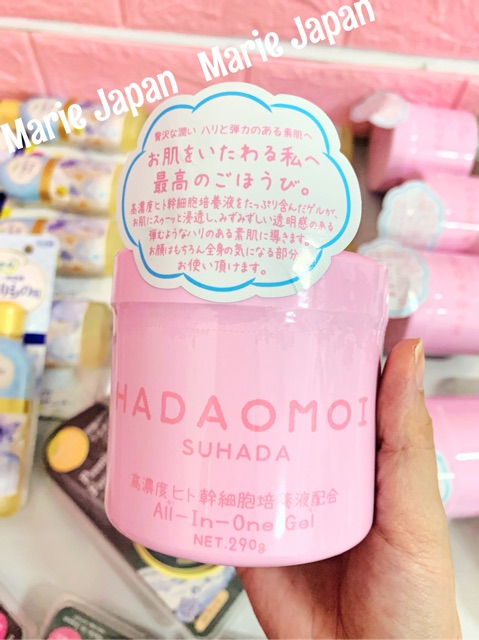 Marie Japan Marie Japan
贅沢な潤い ハリと弾力のある素肌へ
お肌をいたわる私へ
最高のごほうび。
高濃度ヒト幹細胞培養液をたっぷり含んだゲルが、
お肌にスゥーッと浸透し、みずみずしい透明感のある
弾むようなハリのある素肌に導きます。
お顔はもちろん全身の気になる部分
お使い頂けます。
HADAOMOI
SUHADA
高濃度ヒト幹細胞培養液配合
All-In-One Gel
NET.290g